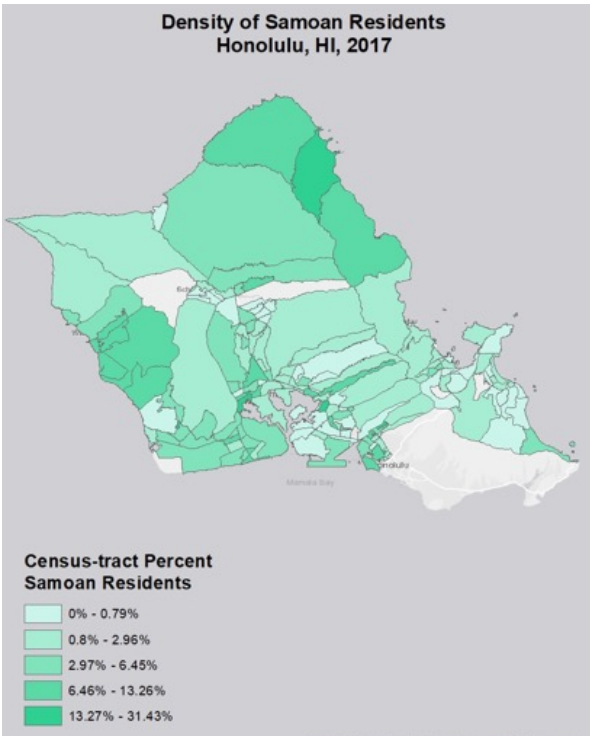 Density of Samoan Residents
Honolulu, HI, 2017
Mamala Bay
Census-tract Percent
Samoan Residents
0% - 0.79%
0.8% - 2.96%
2.97% - 6.45%
6.46% - 13.26%
13.27% - 31.43%